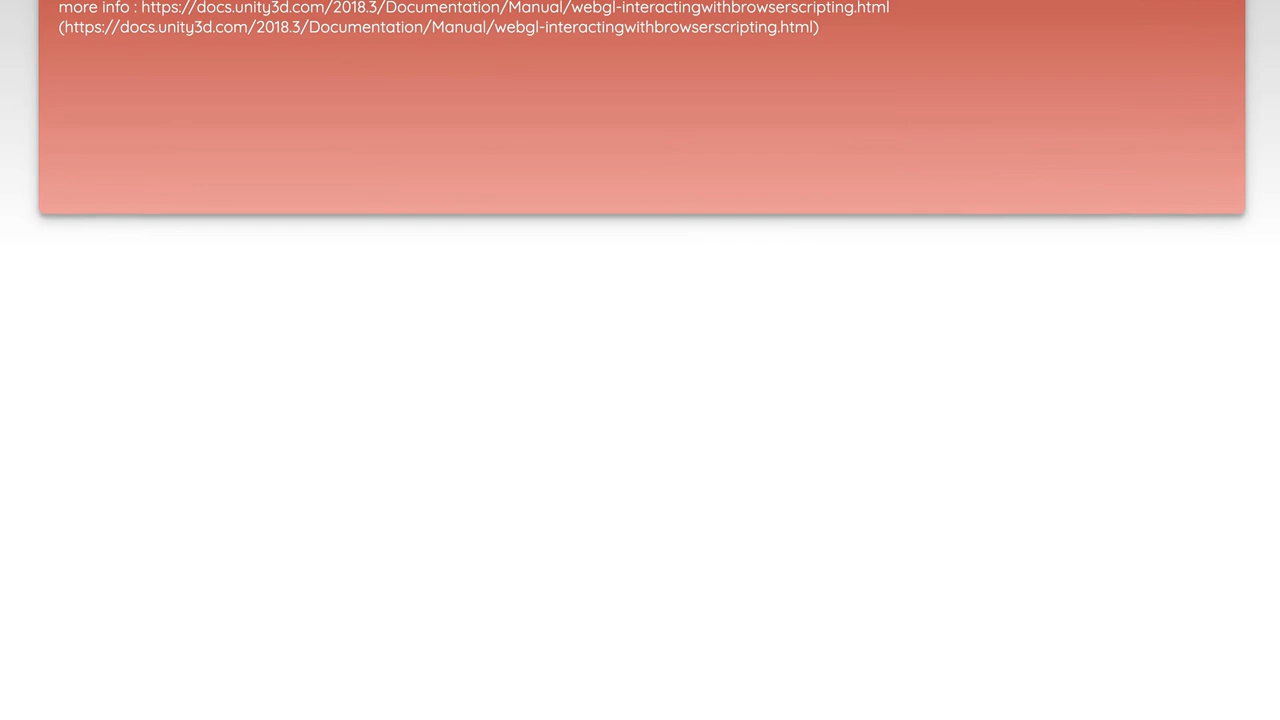 more info : https://docs.unity3d.com/2018.3/Documentation/Manual/webgl-interactingwithbrowserscripting.html
(https://docs.unity3d.com/2018.3/Documentation/Manual/webgl-interactingwithbrowserscripting.html)